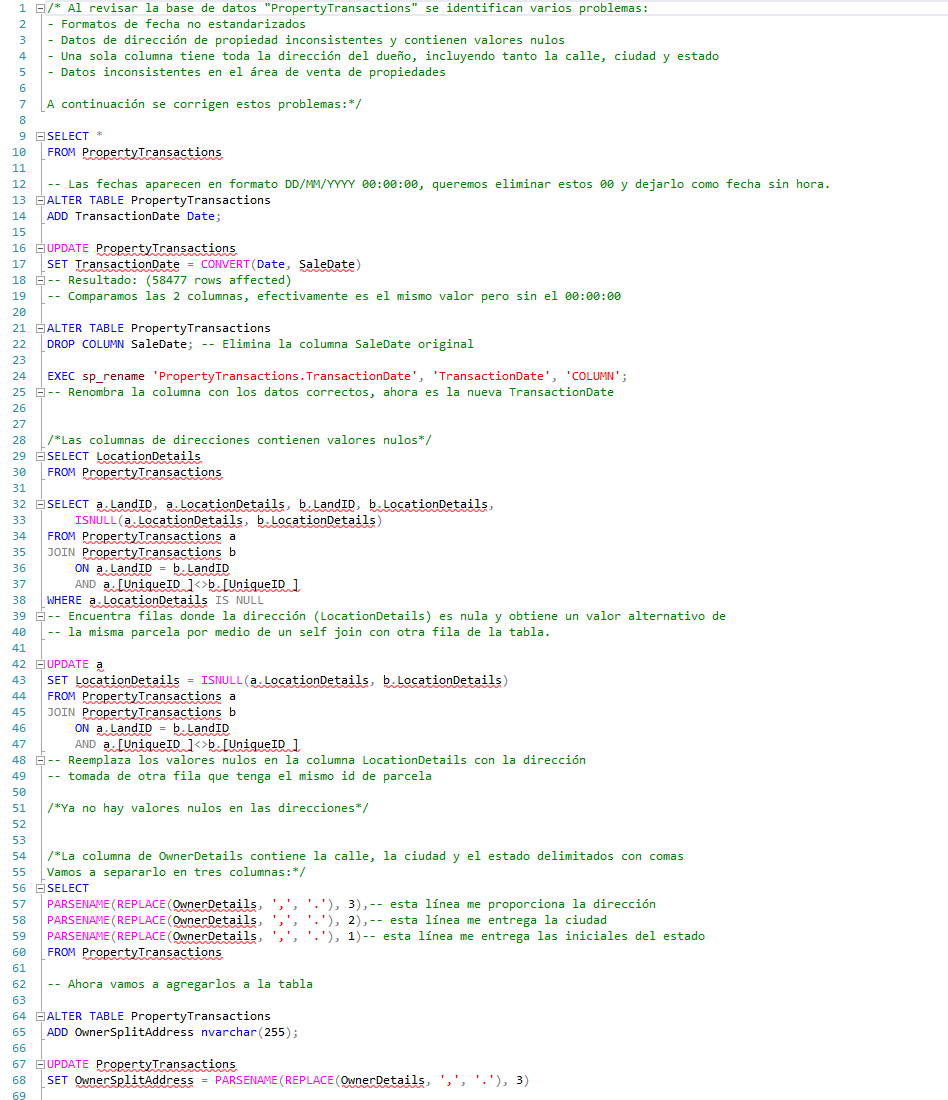 1 /* Al revisar la base de datos "PropertyTransactions" se identifican varios problemas:
2 - Formatos de fecha no estandarizados
3 - Datos de dirección de propiedad inconsistentes y contienen valores nulos
4 - Una sola columna tiene toda la dirección del dueño, incluyendo tanto la calle, ciudad y estado
5 - Datos inconsistentes en el área de venta de propiedades
6
7 A continuación se corrigen estos problemas:*/
8
9 SELECT *
10 FROM PropertyTransactions
11
12 -- Las fechas aparecen en formato DD/MM/YYYY 00:00:00, queremos eliminar estos 00 y dejarlo como fecha sin hora.
13 ALTER TABLE PropertyTransactions
14 ADD TransactionDate Date;
15
16 UPDATE PropertyTransactions
17 SET TransactionDate = CONVERT(Date, SaleDate)
18 -- Resultado: (58477 rows affected)
19 -- Comparamos las 2 columnas, efectivamente es el mismo valor pero sin el 00:00:00
20
21 ALTER TABLE PropertyTransactions
22 DROP COLUMN SaleDate; -- Elimina la columna SaleDate original
23
24 EXEC sp_rename 'PropertyTransactions.TransactionDate', 'TransactionDate', 'COLUMN';
25 -- Renombra la columna con los datos correctos, ahora es la nueva TransactionDate
26
27
28 /*Las columnas de direcciones contienen valores nulos*/
29 SELECT LocationDetails
30 FROM PropertyTransactions
31
32 SELECT a.LandID, a.LocationDetails, b.LandID, b.LocationDetails,
33 ISNULL(a.LocationDetails, b.LocationDetails)
34 FROM PropertyTransactions a
35 JOIN PropertyTransactions b
36 ON a.LandID = b.LandID
37 AND a.[UniqueID ]<>b.[UniqueID ]
38 WHERE a.LocationDetails IS NULL
39 -- Encuentra filas donde la dirección (LocationDetails) es nula y obtiene un valor alternativo de
40 -- la misma parcela por medio de un self join con otra fila de la tabla.
41
42 UPDATE a
43 SET LocationDetails = ISNULL(a.LocationDetails, b.LocationDetails)
44 FROM PropertyTransactions a
45 JOIN PropertyTransactions b
46 ON a.LandID = b.LandID
47 AND a.[UniqueID ]<>b.[UniqueID ]
48 -- Reemplaza los valores nulos en la columna LocationDetails con la dirección
49 -- tomada de otra fila que tenga el mismo id de parcela
50
51 /*Ya no hay valores nulos en las direcciones*/
52
53
54 /*La columna de OwnerDetails contiene la calle, la ciudad y el estado delimitados con comas
55 Vamos a separarlo en tres columnas:*/
56 SELECT
57 PARSENAME(REPLACE(OwnerDetails, ',', '.'), 3),-- esta línea me proporciona la dirección
58 PARSENAME(REPLACE(OwnerDetails, ',', '.'), 2),-- esta línea me entrega la ciudad
59 PARSENAME(REPLACE(OwnerDetails, ',', '.'), 1)-- esta línea me entrega las iniciales del estado
60 FROM PropertyTransactions
61
62 -- Ahora vamos a agregarlos a la tabla
63
64 ALTER TABLE PropertyTransactions
65 ADD OwnerSplitAddress nvarchar(255);
66
67 UPDATE PropertyTransactions
68 SET OwnerSplitAddress = PARSENAME(REPLACE(OwnerDetails, ',', '.'), 3)
69